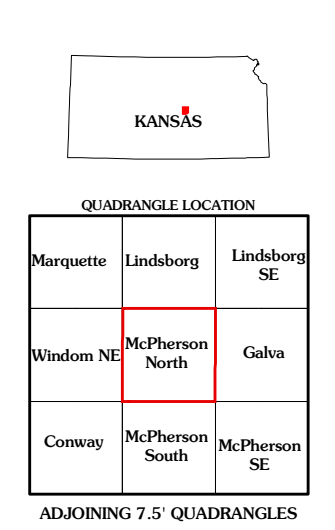 KANSAS
QUADRANGLE LOCATION
Marquette
Lindsborg
Lindsborg
SE
Windom NE
McPherson
North
Galva
Conway
McPherson
South
McPherson
SE
ADJOINING 7.5' QUADRANGLES